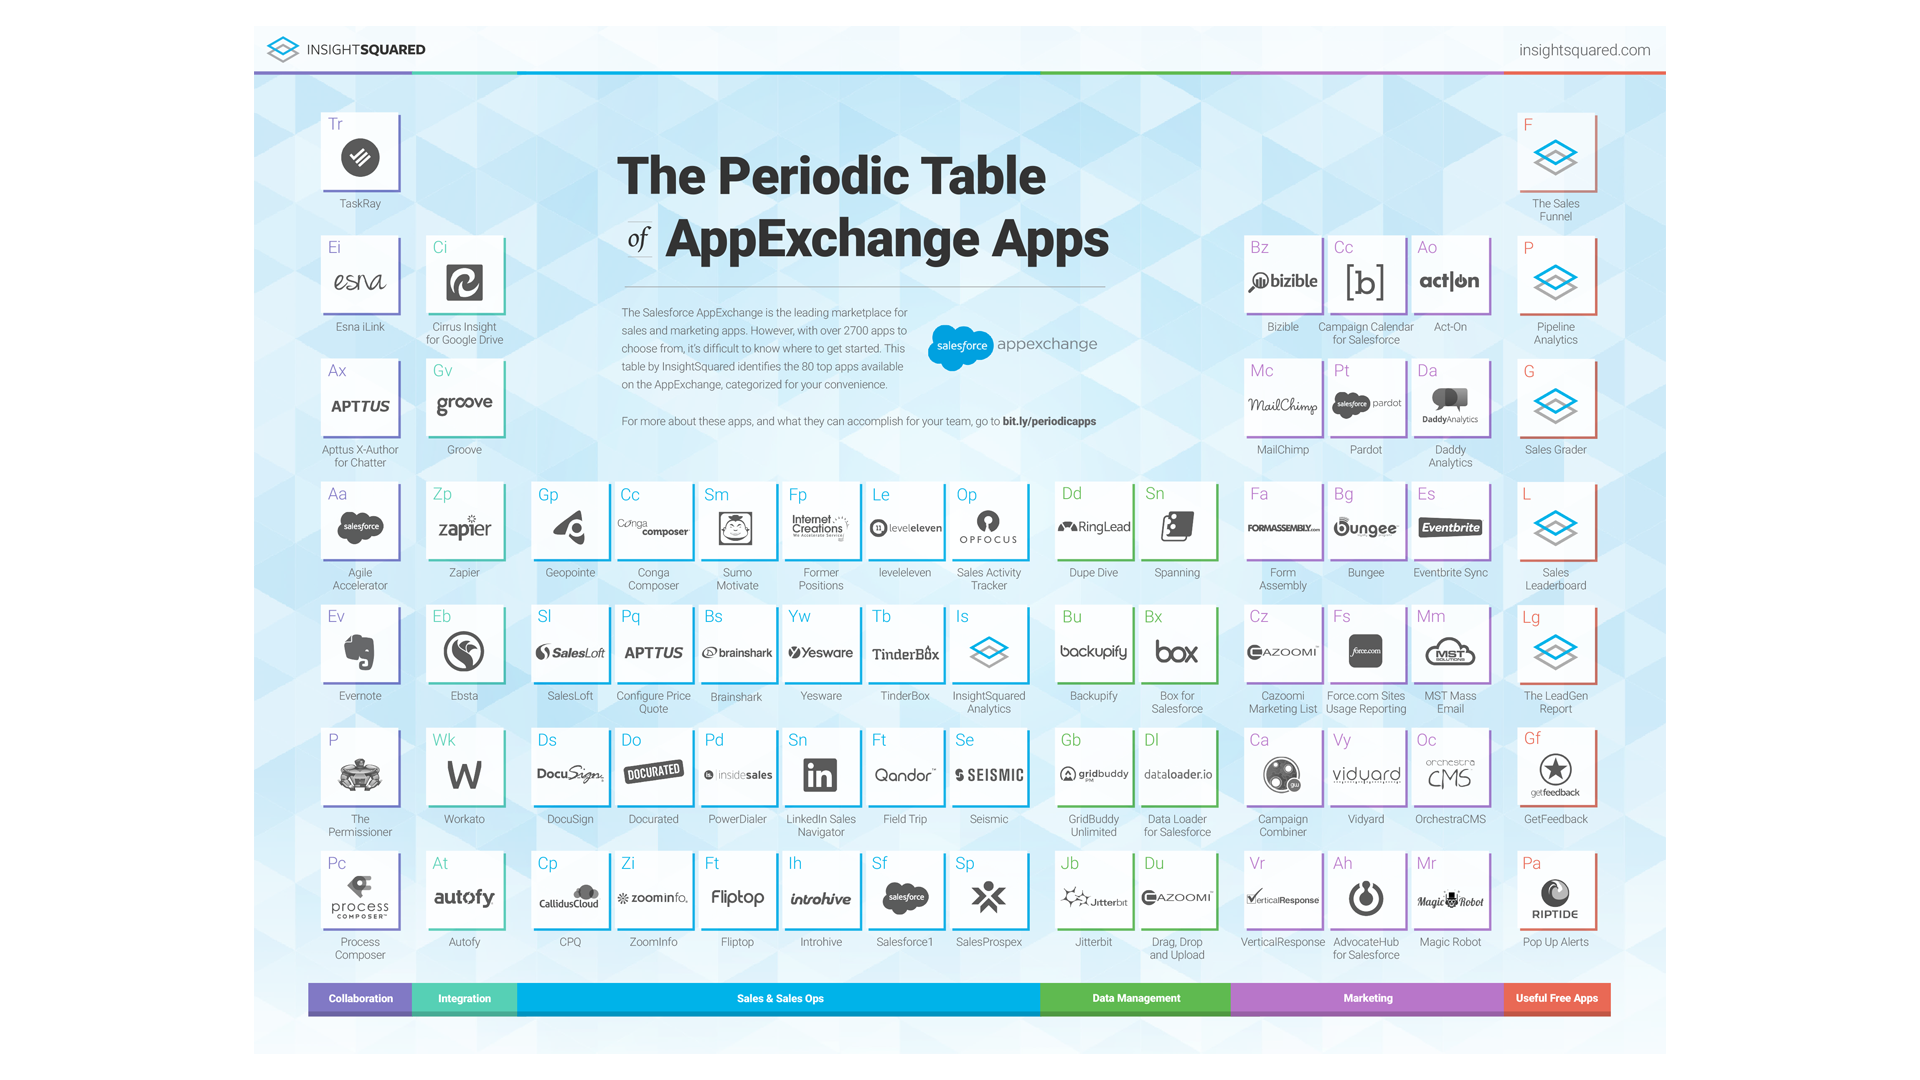 INSIGHTSQUARED
insightsquared.com
The Periodic Table
of AppExchange Apps
The Salesforce AppExchange is the leading marketplace for
sales and marketing apps. However, with over 2700 apps to
choose from, it's difficult to know where to get started. This
table by InsightSquared identifies the 80 top apps available
on the AppExchange, categorized for your convenience.
salesforce appexchange
For more about these apps, and what they can accomplish for your team, go to bit.ly/periodicapps
Tr
TaskRay
F
The Sales
Funnel
Ei
esna
Esna iLink
Ci
Cirrus Insight
for Google Drive
Bz
bizible
Bizible
Cc
[b]
Campaign Calendar
for Salesforce
Ao
act|on
Act-On
P
Pipeline
Analytics
Ax
APTTUS
Apttus X-Author
for Chatter
Gv
groove
Groove
Mc
MailChimp
MailChimp
Pt
salesforce pardot
Pardot
Da
DaddyAnalytics
Daddy
Analytics
G
Sales Grader
Aa
salesforce
Agile
Accelerator
Zp
zapier
Zapier
Gp
Geopointe
Cc
Conga
composer
Conga
Composer
Sm
Sumo
Motivate
Fp
Internet
Creations
We Accelerate Service
Former
Positions
Le
11 leveleleven
leveleleven
Op
OPFOCUS
Sales Activity
Tracker
Dd
RingLead
Dupe Dive
Sn
Spanning
Fa
FORMASSEMBLY.com
Form
Assembly
Bg
bungee
Bungee
Es
Eventbrite
Eventbrite Sync
L
Sales
Leaderboard
Ev
Evernote
Eb
Ebsta
Sl
SalesLoft
SalesLoft
Pq
APTTUS
Configure Price
Quote
Bs
brainshark
Brainshark
Yw
Yesware
Yesware
Tb
TinderBox
TinderBox
Is
InsightSquared
Analytics
Bu
backupify
Backupify
Bx
box
Box for
Salesforce
Cz
CAZOOMI
Cazoomi
Marketing List
Fs
force.com
Force.com Sites
Usage Reporting
Mm
MST
SOLUTIONS
MST Mass
Email
Lg
The LeadGen
Report
P
The
Permissioner
Wk
W
Workato
Ds
DocuSign
DocuSign
Do
DOCURATED
Docurated
Pd
insidesales
PowerDialer
Sn
in
LinkedIn Sales
Navigator
Ft
Qandor™
Field Trip
Se
SEISMIC
Seismic
Gb
gridbuddy
GridBuddy
Unlimited
Dl
dataloader.io
Data Loader
for Salesforce
Ca
gw
Campaign
Combiner
Vy
vidyard
Vidyard
Oc
orchestra
CMS
OrchestraCMS
Gf
getfeedback
GetFeedback
Pc
process
COMPOSER™
Process
Composer
At
autofy
Autofy
Cp
CallidusCloud
CPQ
Zi
zoominfo
ZoomInfo
Ft
Fliptop
Fliptop
Ih
introhive
Introhive
Sf
salesforce
Salesforce1
Sp
SalesProspex
Jb
Jitterbit
Jitterbit
Du
CAZOOMI
Drag, Drop
and Upload
Vr
VerticalResponse
VerticalResponse
Ah
AdvocateHub
for Salesforce
Mr
Magic Robot
Magic Robot
Pa
RIPTIDE
Pop Up Alerts
Collaboration
Integration
Sales & Sales Ops
Data Management
Marketing
Useful Free Apps